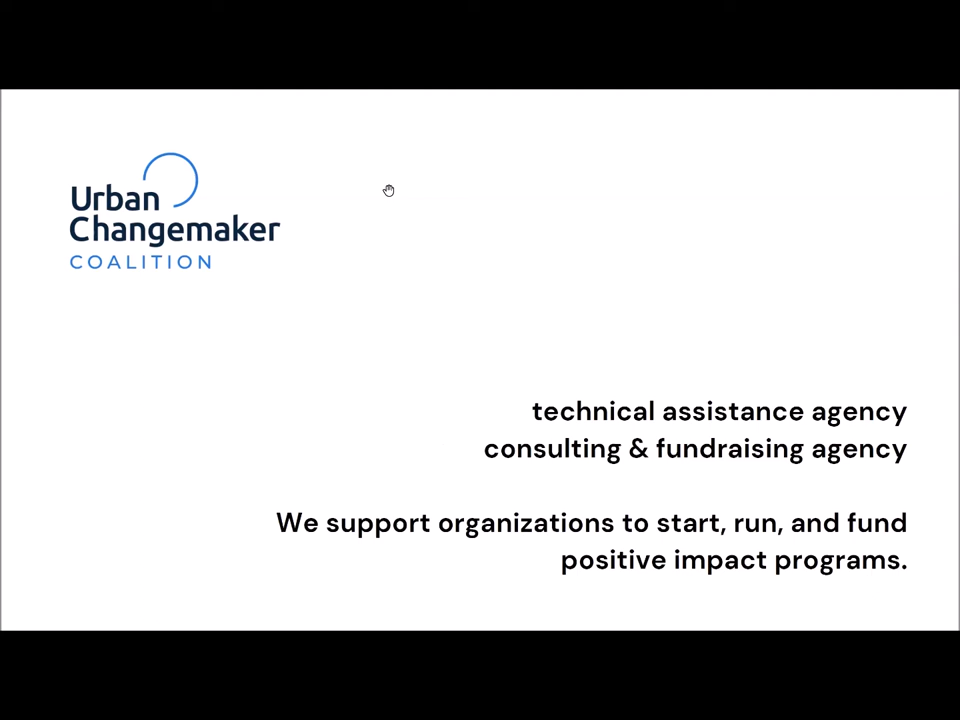 Urban
Changemaker
COALITION
technical assistance agency
consulting & fundraising agency
We support organizations to start, run, and fund
positive impact programs.